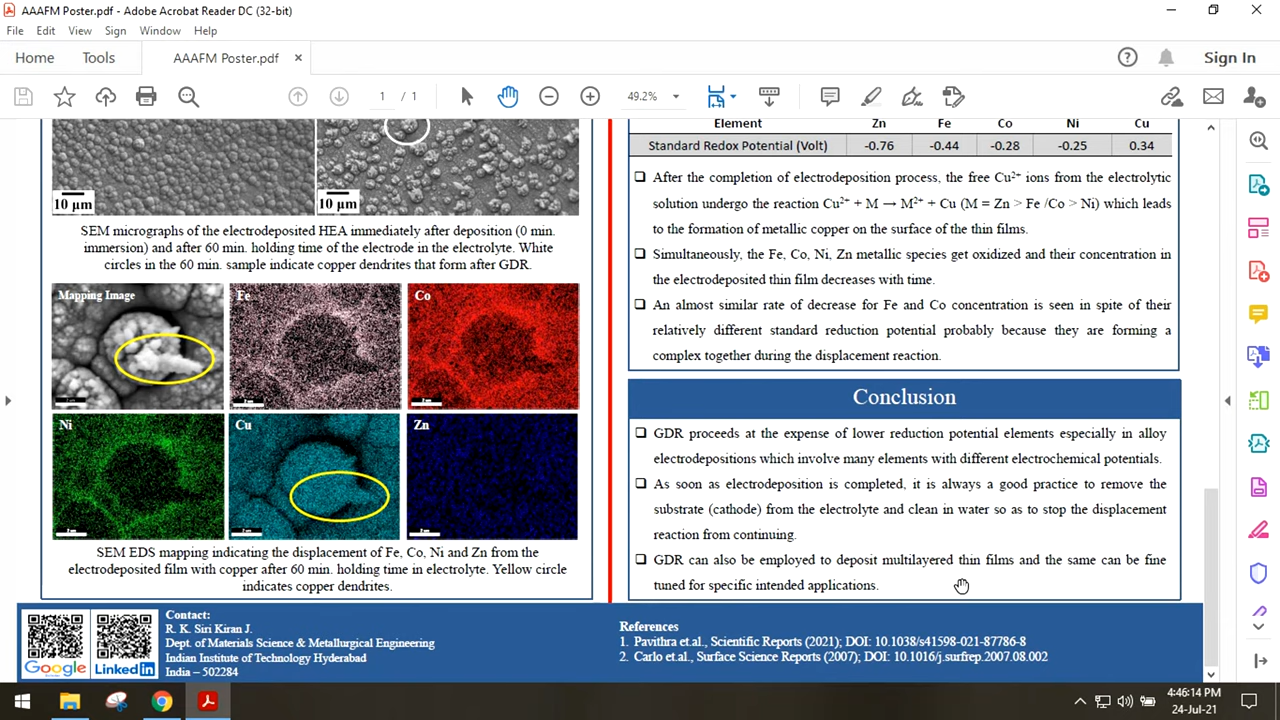 AAAFM Poster.pdf - Adobe Acrobat Reader DC (32-bit)
File Edit View Sign Window Help
Home Tools AAAFM Poster.pdf × Sign In
1 / 1 49.2%
10 µm 10 µm
SEM micrographs of the electrodeposited HEA immediately after deposition (0 min.
immersion) and after 60 min. holding time of the electrode in the electrolyte. White
circles in the 60 min. sample indicate copper dendrites that form after GDR.
Mapping Image Fe Co
Ni Cu Zn
SEM EDS mapping indicating the displacement of Fe, Co, Ni and Zn from the
electrodeposited film with copper after 60 min. holding time in electrolyte. Yellow circle
indicates copper dendrites.
Element Zn Fe Co Ni Cu
Standard Redox Potential (Volt) -0.76 -0.44 -0.28 -0.25 0.34
❑ After the completion of electrodeposition process, the free Cu²⁺ ions from the electrolytic
solution undergo the reaction Cu²⁺ + M → M²⁺ + Cu (M = Zn > Fe /Co > Ni) which leads
to the formation of metallic copper on the surface of the thin films.
❑ Simultaneously, the Fe, Co, Ni, Zn metallic species get oxidized and their concentration in
the electrodeposited thin film decreases with time.
❑ An almost similar rate of decrease for Fe and Co concentration is seen in spite of their
relatively different standard reduction potential probably because they are forming a
complex together during the displacement reaction.
Conclusion
❑ GDR proceeds at the expense of lower reduction potential elements especially in alloy
electrodepositions which involve many elements with different electrochemical potentials.
❑ As soon as electrodeposition is completed, it is always a good practice to remove the
substrate (cathode) from the electrolyte and clean in water so as to stop the displacement
reaction from continuing.
❑ GDR can also be employed to deposit multilayered thin films and the same can be fine
tuned for specific intended applications.
Google LinkedIn
Contact:
R. K. Siri Kiran J.
Dept. of Materials Science & Metallurgical Engineering
Indian Institute of Technology Hyderabad
India – 502284
References
1. Pavithra et.al., Scientific Reports (2021); DOI: 10.1038/s41598-021-87786-8
2. Carlo et.al., Surface Science Reports (2007); DOI: 10.1016/j.surfrep.2007.08.002
4:46:14 PM
24-Jul-21